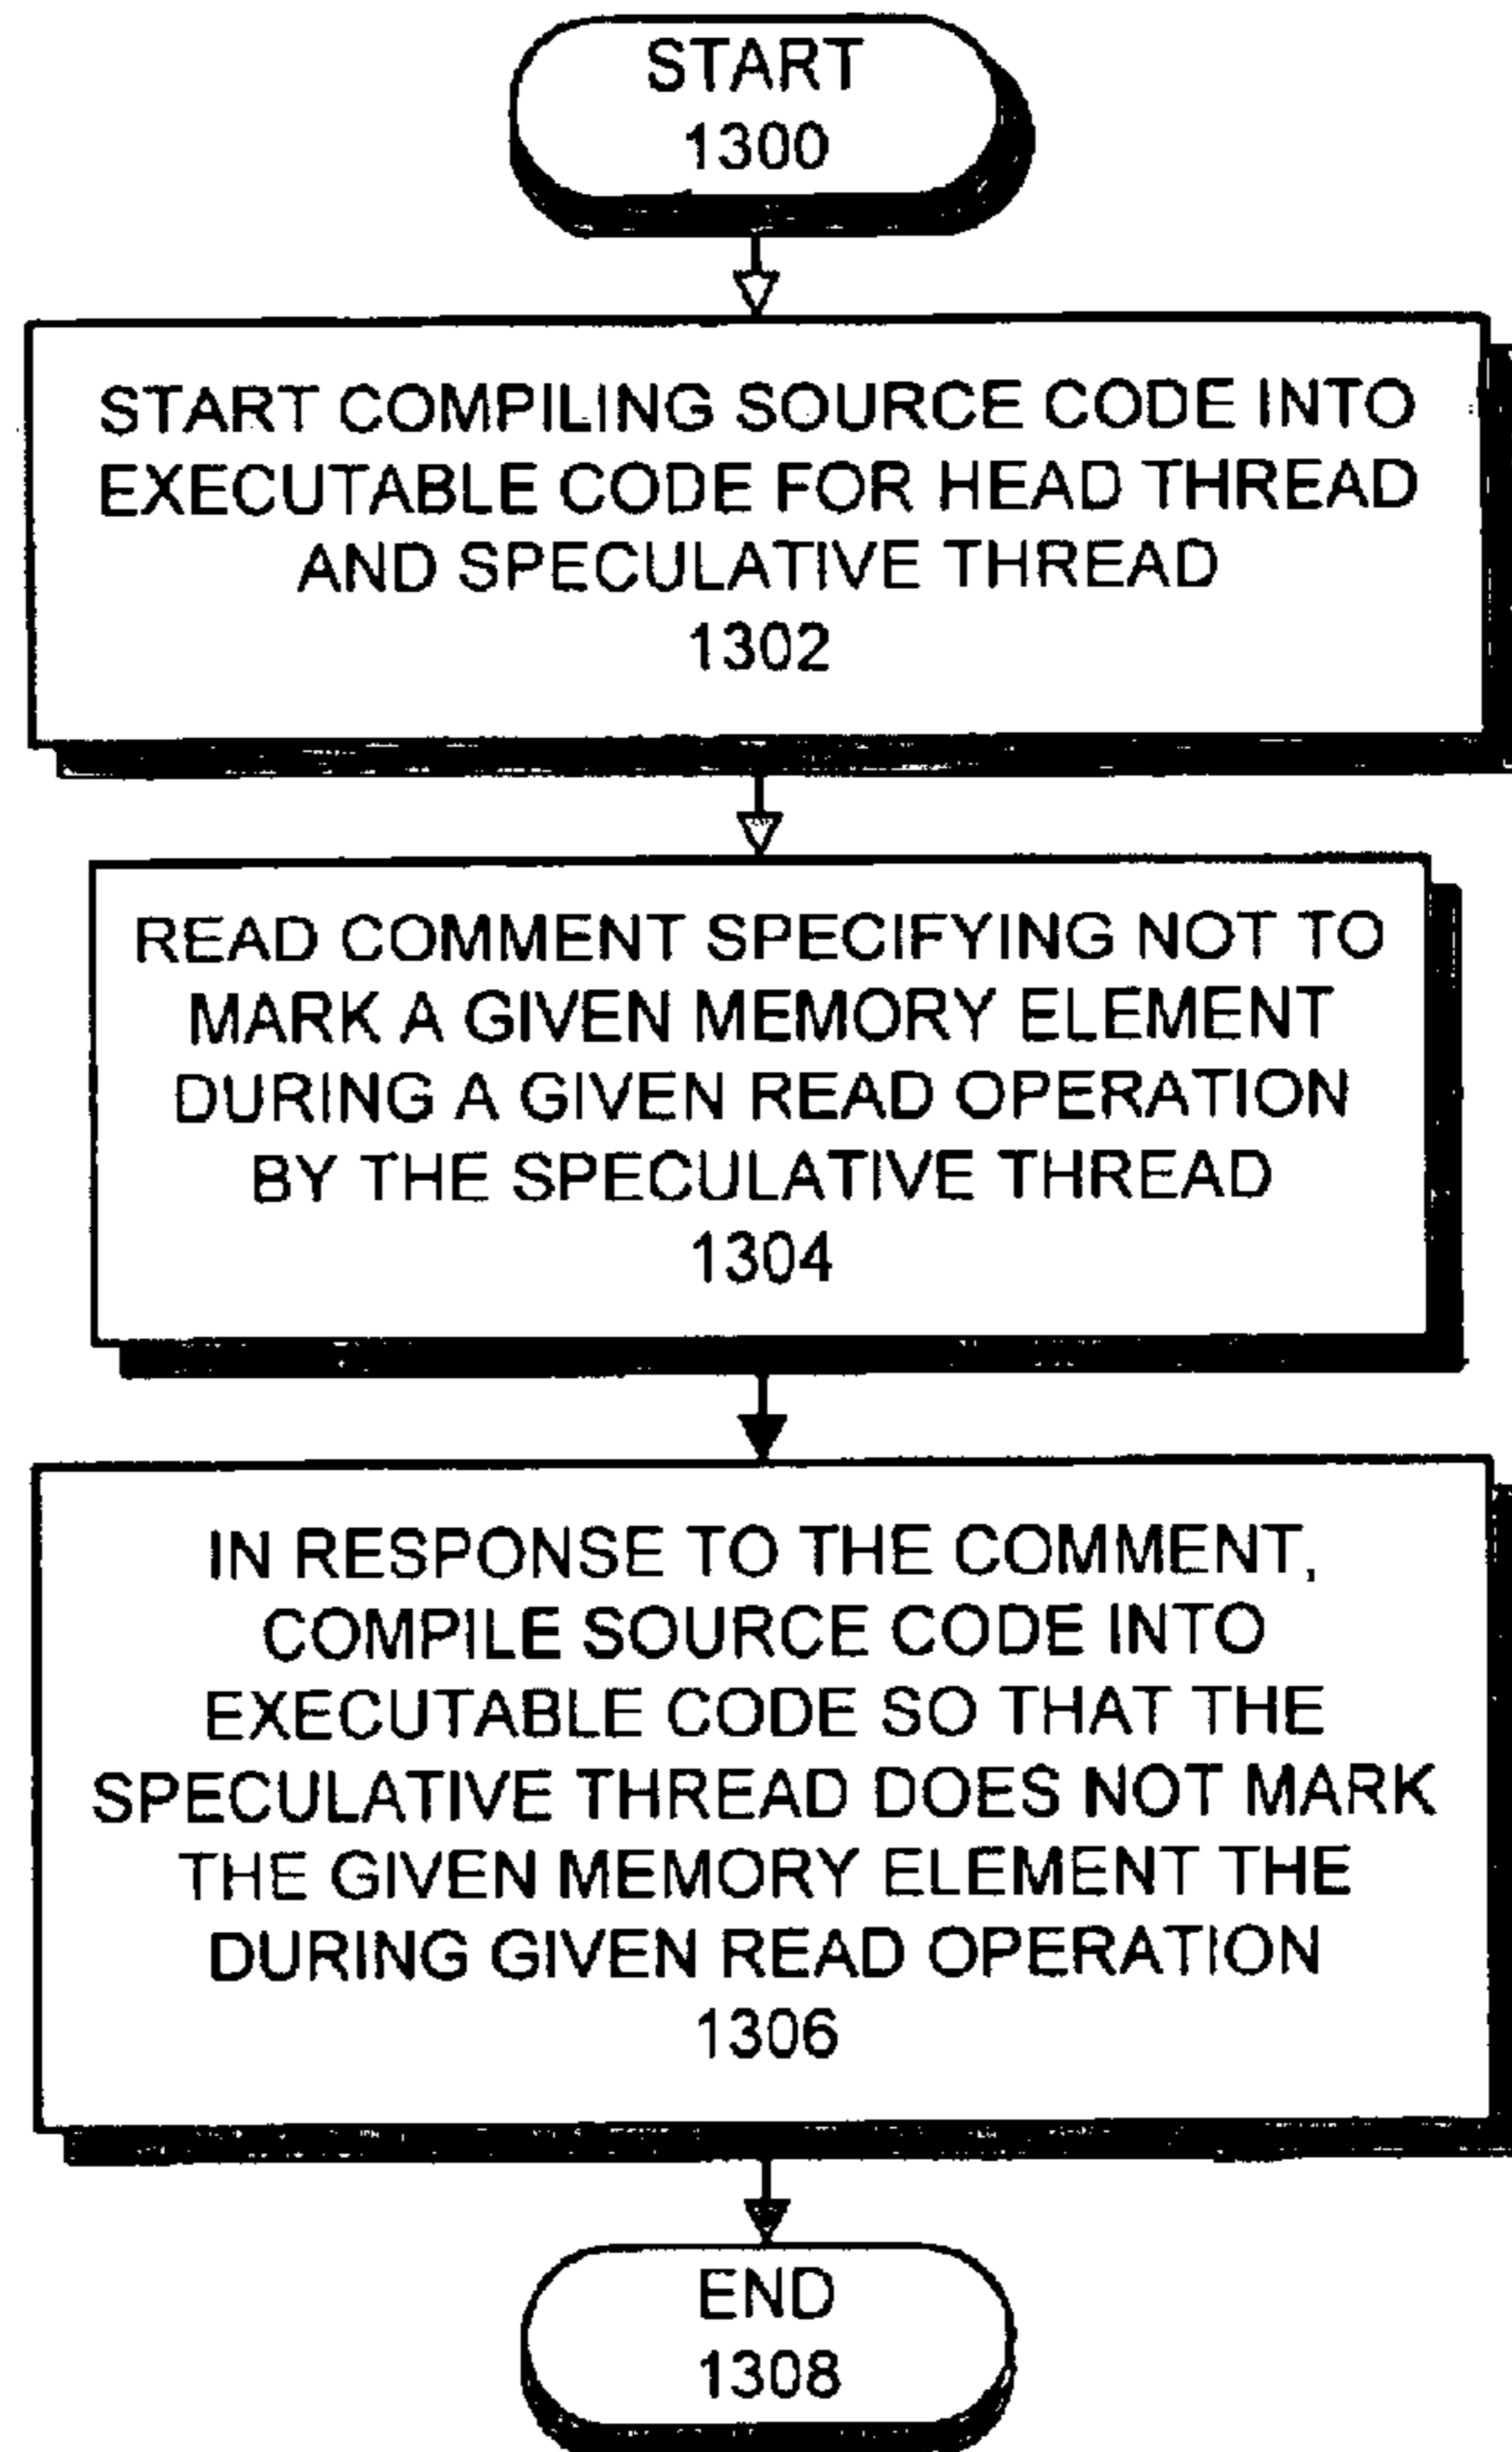 START
1300
START COMPILING SOURCE CODE INTO
EXECUTABLE CODE FOR HEAD THREAD
AND SPECULATIVE THREAD
1302
READ COMMENT SPECIFYING NOT TO
MARK A GIVEN MEMORY ELEMENT
DURING A GIVEN READ OPERATION
BY THE SPECULATIVE THREAD
1304
IN RESPONSE TO THE COMMENT,
COMPILE SOURCE CODE INTO
EXECUTABLE CODE SO THAT THE
SPECULATIVE THREAD DOES NOT MARK
THE GIVEN MEMORY ELEMENT THE
DURING GIVEN READ OPERATION
1306
END
1308